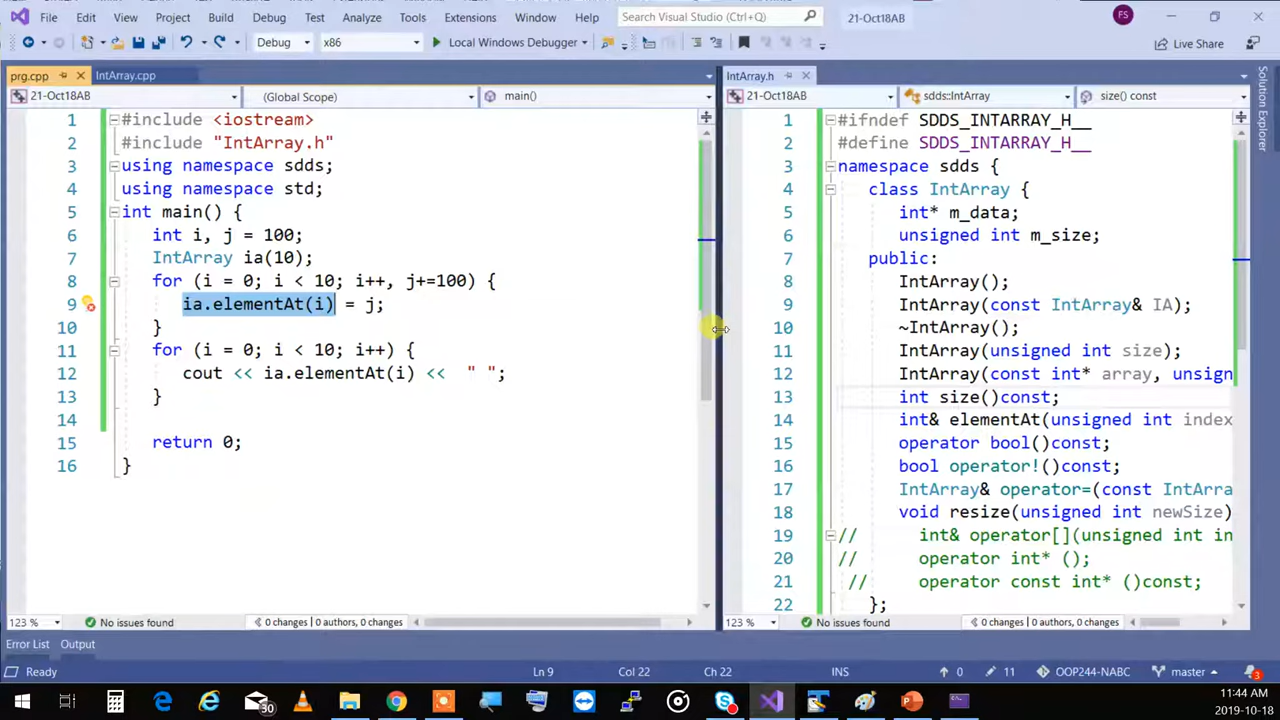 File Edit View Project Build Debug Test Analyze Tools Extensions Window Help Search Visual Studio (Ctrl+Q) 21-Oct18AB FS
Debug x86 Local Windows Debugger Live Share
prg.cpp IntArray.cpp
21-Oct18AB (Global Scope) main()
1 #include <iostream>
2 #include "IntArray.h"
3 using namespace sdds;
4 using namespace std;
5 int main() {
6 int i, j = 100;
7 IntArray ia(10);
8 for (i = 0; i < 10; i++, j+=100) {
9 ia.elementAt(i) = j;
10 }
11 for (i = 0; i < 10; i++) {
12 cout << ia.elementAt(i) << " ";
13 }
14
15 return 0;
16 }
123 % No issues found 0 changes | 0 authors, 0 changes
IntArray.h
21-Oct18AB sdds::IntArray size() const
1 #ifndef SDDS_INTARRAY_H__
2 #define SDDS_INTARRAY_H__
3 namespace sdds {
4 class IntArray {
5 int* m_data;
6 unsigned int m_size;
7 public:
8 IntArray();
9 IntArray(const IntArray& IA);
10 ~IntArray();
11 IntArray(unsigned int size);
12 IntArray(const int* array, unsign
13 int size()const;
14 int& elementAt(unsigned int index
15 operator bool()const;
16 bool operator!()const;
17 IntArray& operator=(const IntArra
18 void resize(unsigned int newSize)
19 // int& operator[](unsigned int in
20 // operator int* ();
21 // operator const int* ()const;
22 };
123 % No issues found 0 changes | 0 authors, 0 changes
Solution Explorer
Error List Output
Ready Ln 9 Col 22 Ch 22 INS 0 11 OOP244-NABC master 3
30
11:44 AM
2019-10-18